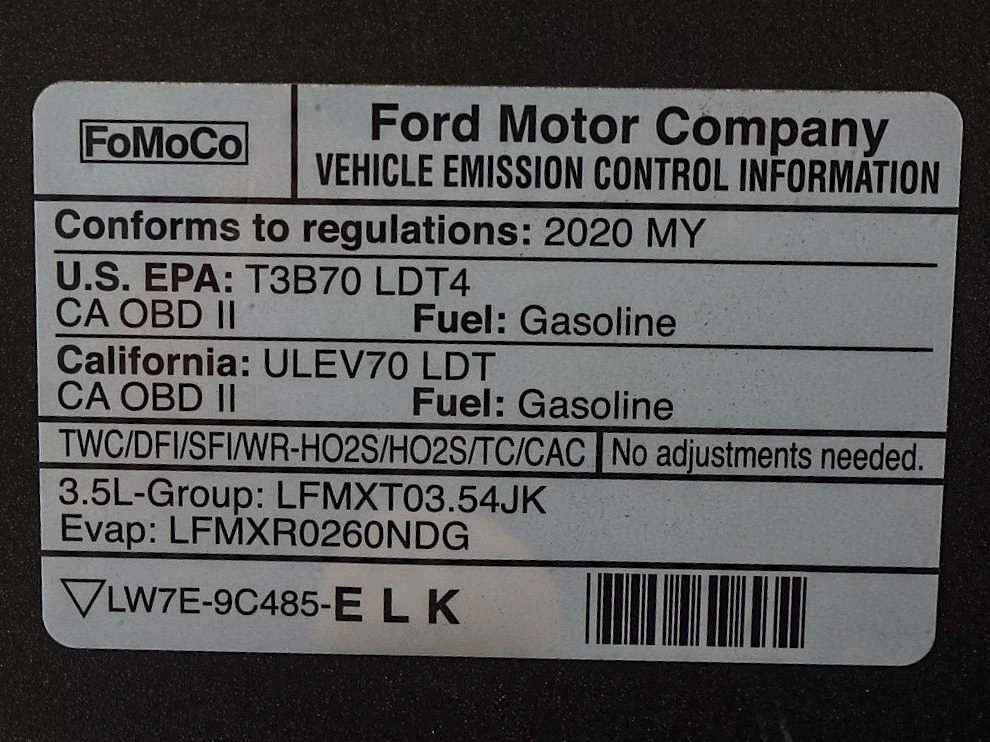 FoMoCo
Ford Motor Company
VEHICLE EMISSION CONTROL INFORMATION
Conforms to regulations: 2020 MY
U.S. EPA: T3B70 LDT4
CA OBD II Fuel: Gasoline
California: ULEV70 LDT
CA OBD II Fuel: Gasoline
TWC/DFI/SFI/WR-HO2S/HO2S/TC/CAC No adjustments needed.
3.5L-Group: LFMXT03.54JK
Evap: LFMXR0260NDG
LW7E-9C485-E L K